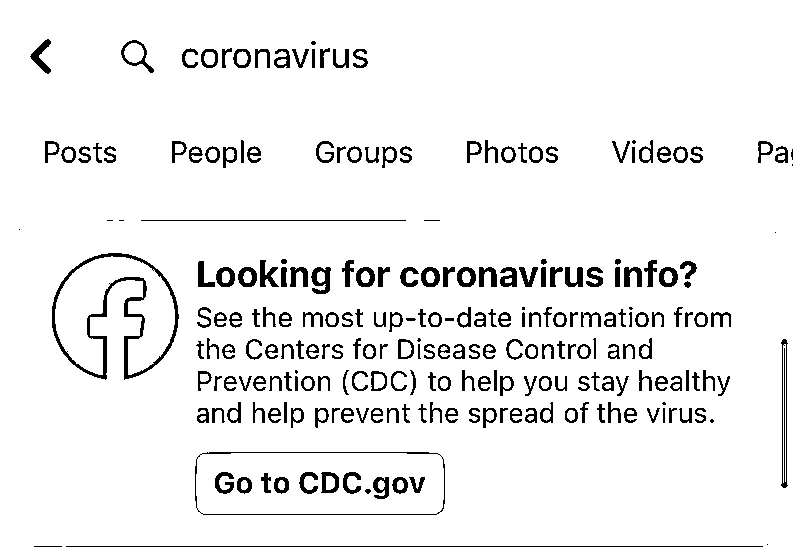 coronavirus
Posts People Groups Photos Videos Pag
Looking for coronavirus info?
See the most up-to-date information from
the Centers for Disease Control and
Prevention (CDC) to help you stay healthy
and help prevent the spread of the virus.
Go to CDC.gov